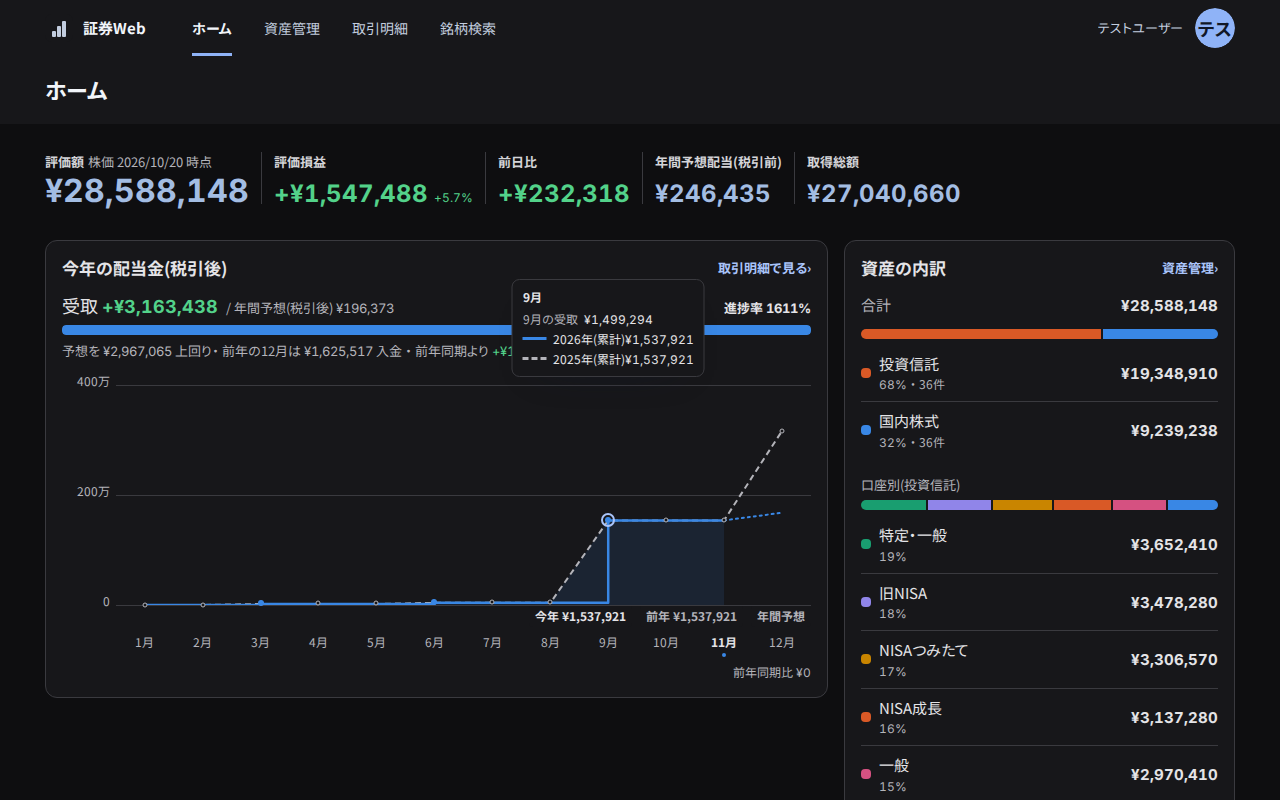 証券Web
ホーム 資産管理 取引明細 銘柄検索
テストユーザー テス
ホーム
評価額 株価 2026/10/20 時点
¥28,588,148
評価損益
+¥1,547,488 +5.7%
前日比
+¥232,318
年間予想配当(税引前)
¥246,435
取得総額
¥27,040,660
今年の配当金(税引後)
取引明細で見る›
受取 +¥3,163,438 / 年間予想(税引後) ¥196,373
進捗率 1611%
予想を ¥2,967,065 上回り・前年の12月は ¥1,625,517 入金・前年同期より +¥1
9月
9月の受取 ¥1,499,294
2026年(累計)¥1,537,921
2025年(累計)¥1,537,921
400万
200万
0
今年 ¥1,537,921 前年 ¥1,537,921 年間予想
1月 2月 3月 4月 5月 6月 7月 8月 9月 10月 11月 12月
前年同期比 ¥0
資産の内訳
資産管理›
合計 ¥28,588,148
投資信託 ¥19,348,910
68%・36件
国内株式 ¥9,239,238
32%・36件
口座別(投資信託)
特定・一般 ¥3,652,410
19%
旧NISA ¥3,478,280
18%
NISAつみたて ¥3,306,570
17%
NISA成長 ¥3,137,280
16%
一般 ¥2,970,410
15%